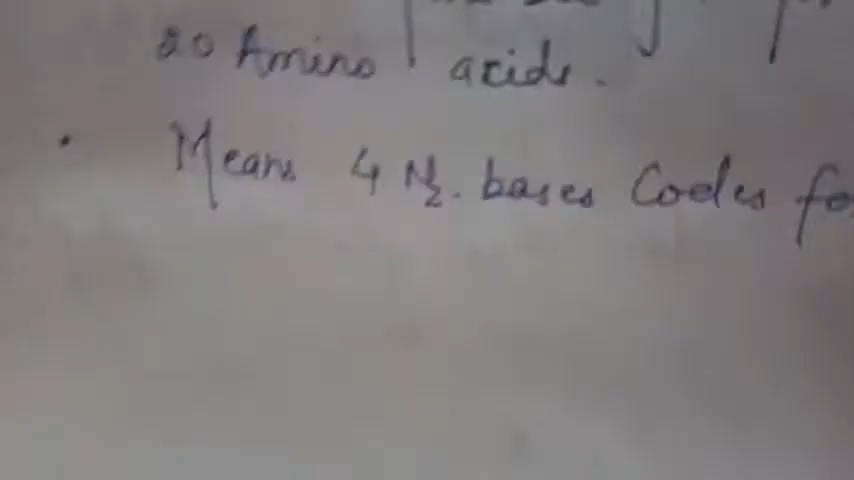 20 Amino acids.
• Means 4 N2. bases Codes